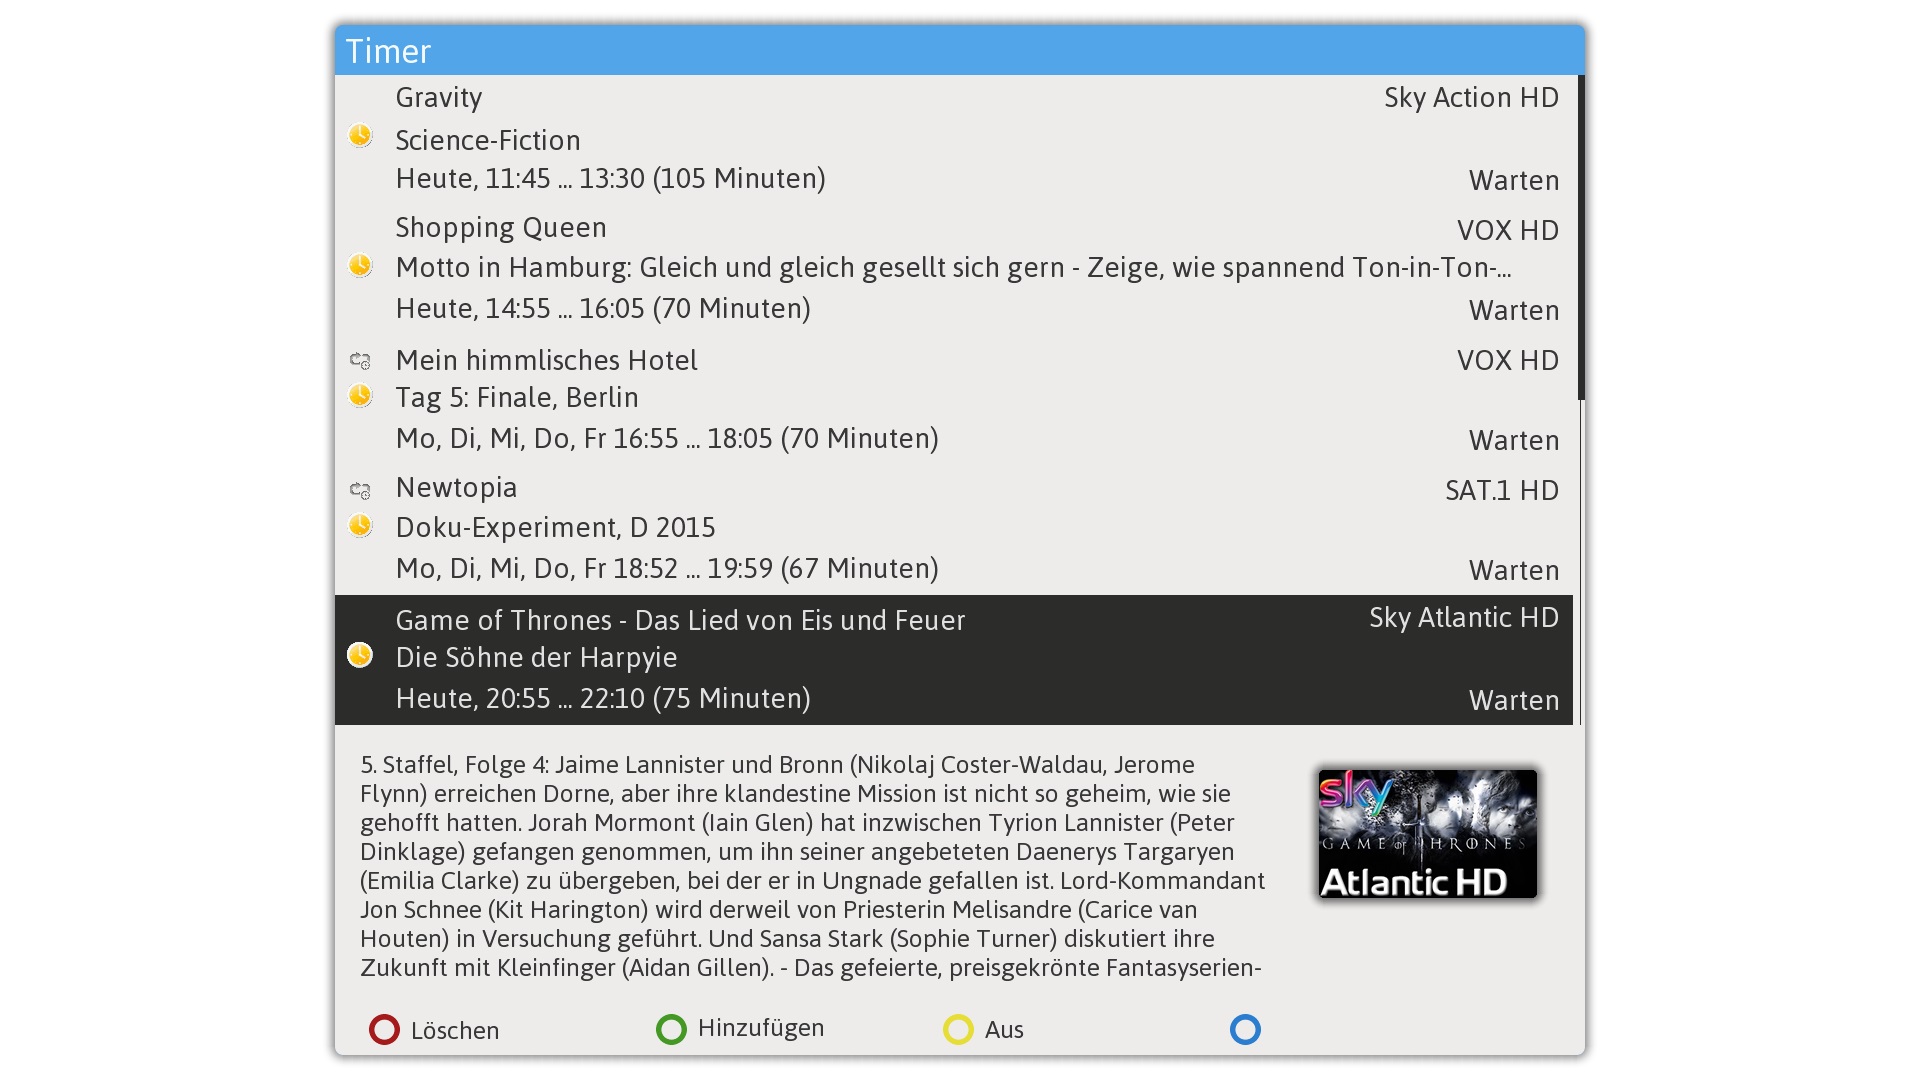 Timer
Gravity Sky Action HD
Science-Fiction
Heute, 11:45 ... 13:30 (105 Minuten) Warten
Shopping Queen VOX HD
Motto in Hamburg: Gleich und gleich gesellt sich gern - Zeige, wie spannend Ton-in-Ton-...
Heute, 14:55 ... 16:05 (70 Minuten) Warten
Mein himmlisches Hotel VOX HD
Tag 5: Finale, Berlin
Mo, Di, Mi, Do, Fr 16:55 ... 18:05 (70 Minuten) Warten
Newtopia SAT.1 HD
Doku-Experiment, D 2015
Mo, Di, Mi, Do, Fr 18:52 ... 19:59 (67 Minuten) Warten
Game of Thrones - Das Lied von Eis und Feuer Sky Atlantic HD
Die Söhne der Harpyie
Heute, 20:55 ... 22:10 (75 Minuten) Warten
5. Staffel, Folge 4: Jaime Lannister und Bronn (Nikolaj Coster-Waldau, Jerome
Flynn) erreichen Dorne, aber ihre klandestine Mission ist nicht so geheim, wie sie
gehofft hatten. Jorah Mormont (Iain Glen) hat inzwischen Tyrion Lannister (Peter
Dinklage) gefangen genommen, um ihn seiner angebeteten Daenerys Targaryen
(Emilia Clarke) zu übergeben, bei der er in Ungnade gefallen ist. Lord-Kommandant
Jon Schnee (Kit Harington) wird derweil von Priesterin Melisandre (Carice van
Houten) in Versuchung geführt. Und Sansa Stark (Sophie Turner) diskutiert ihre
Zukunft mit Kleinfinger (Aidan Gillen). - Das gefeierte, preisgekrönte Fantasyserien-
sky
GAME OF THRONES
Atlantic HD
Löschen Hinzufügen Aus